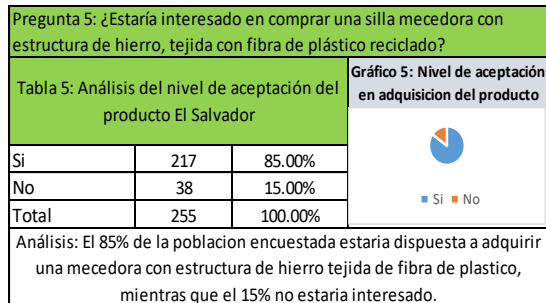 Pregunta 5: ¿Estaría interesado en comprar una silla mecedora con
estructura de hierro, tejida con fibra de plástico reciclado?
Tabla 5: Análisis del nivel de aceptación del
producto El Salvador
Gráfico 5: Nivel de aceptación
en adquisicion del producto
Si 217 85.00%
No 38 15.00%
Total 255 100.00%
Si No
Análisis: El 85% de la poblacion encuestada estaria dispuesta a adquirir
una mecedora con estructura de hierro tejida de fibra de plastico,
mientras que el 15% no estaria interesado.